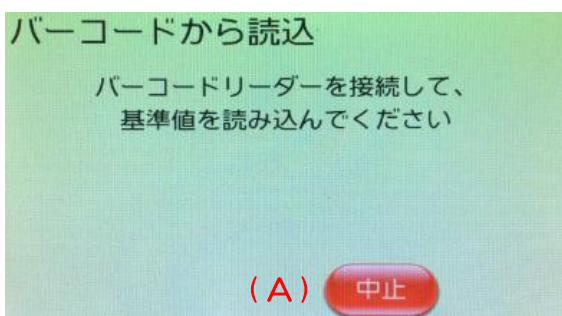 バーコードから読込
バーコードリーダーを接続して、
基準値を読み込んでください
(A) 中止